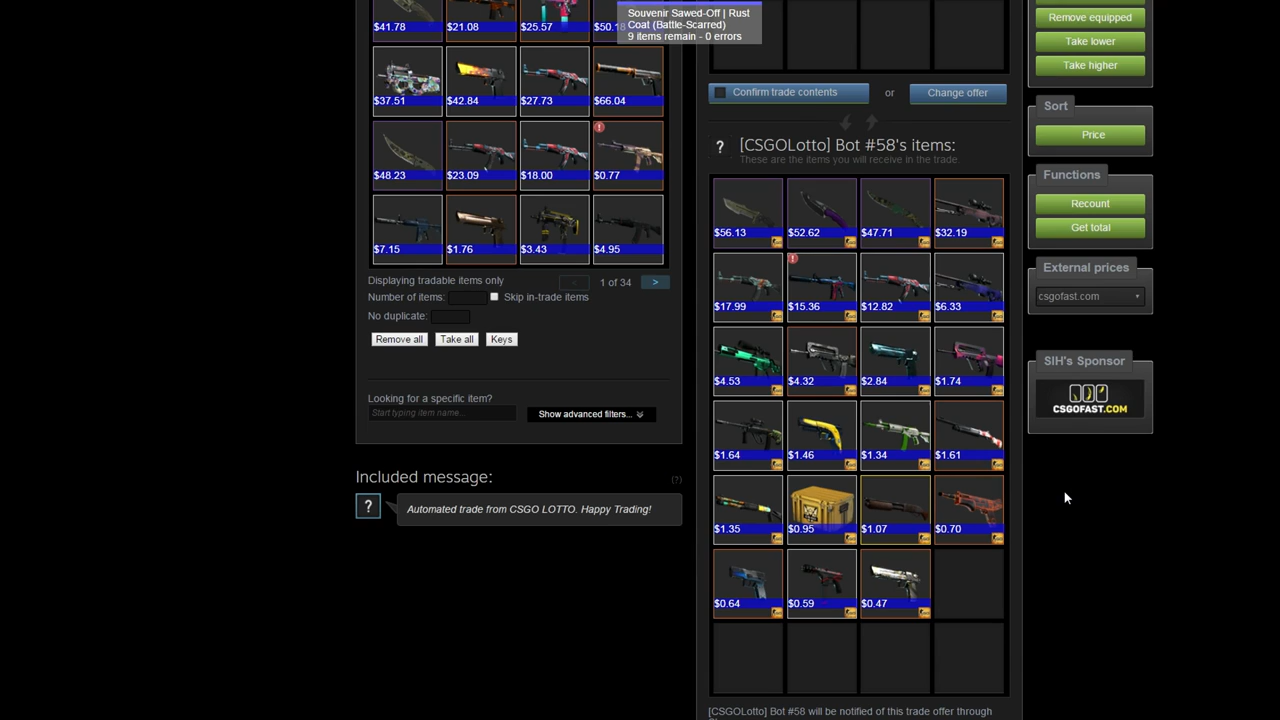 Souvenir Sawed-Off | Rust
Coat (Battle-Scarred)
9 items remain - 0 errors
$41.78
$21.08
$25.57
$37.51
$42.84
$27.73
$66.04
$48.23
$23.09
$18.00
$0.77
$7.15
$1.76
$3.43
$4.95
Displaying tradable items only
< 1 of 34 >
Number of items:
Skip in-trade items
No duplicate:
Remove all
Take all
Keys
Looking for a specific item?
Start typing item name...
Show advanced filters...
Included message:
(?)
?
Automated trade from CSGO LOTTO. Happy Trading!
Confirm trade contents
or
Change offer
?
[CSGOLotto] Bot #58's items:
These are the items you will receive in the trade.
$56.13
$52.62
$47.71
$32.19
$17.99
$15.36
$12.82
$6.33
$4.53
$4.32
$2.84
$1.74
$1.64
$1.46
$1.34
$1.61
$1.35
$0.95
$1.07
$0.70
$0.64
$0.59
$0.47
[CSGOLotto] Bot #58 will be notified of this trade offer through
Remove equipped
Take lower
Take higher
Sort
Price
Functions
Recount
Get total
External prices
csgofast.com
SIH's Sponsor
CSGOFAST.COM